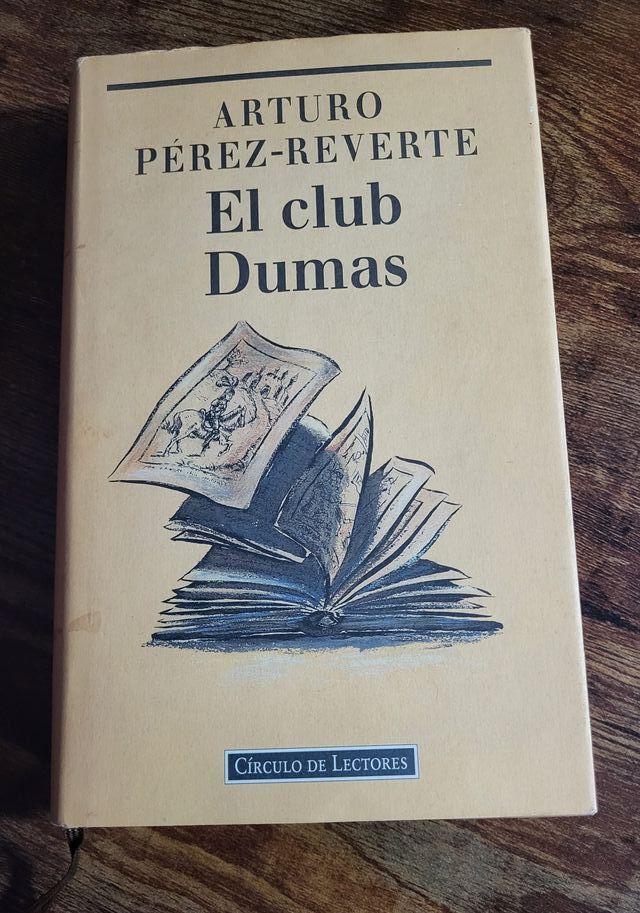 ARTURO
PÉREZ-REVERTE
El club
Dumas
CÍRCULO DE LECTORES